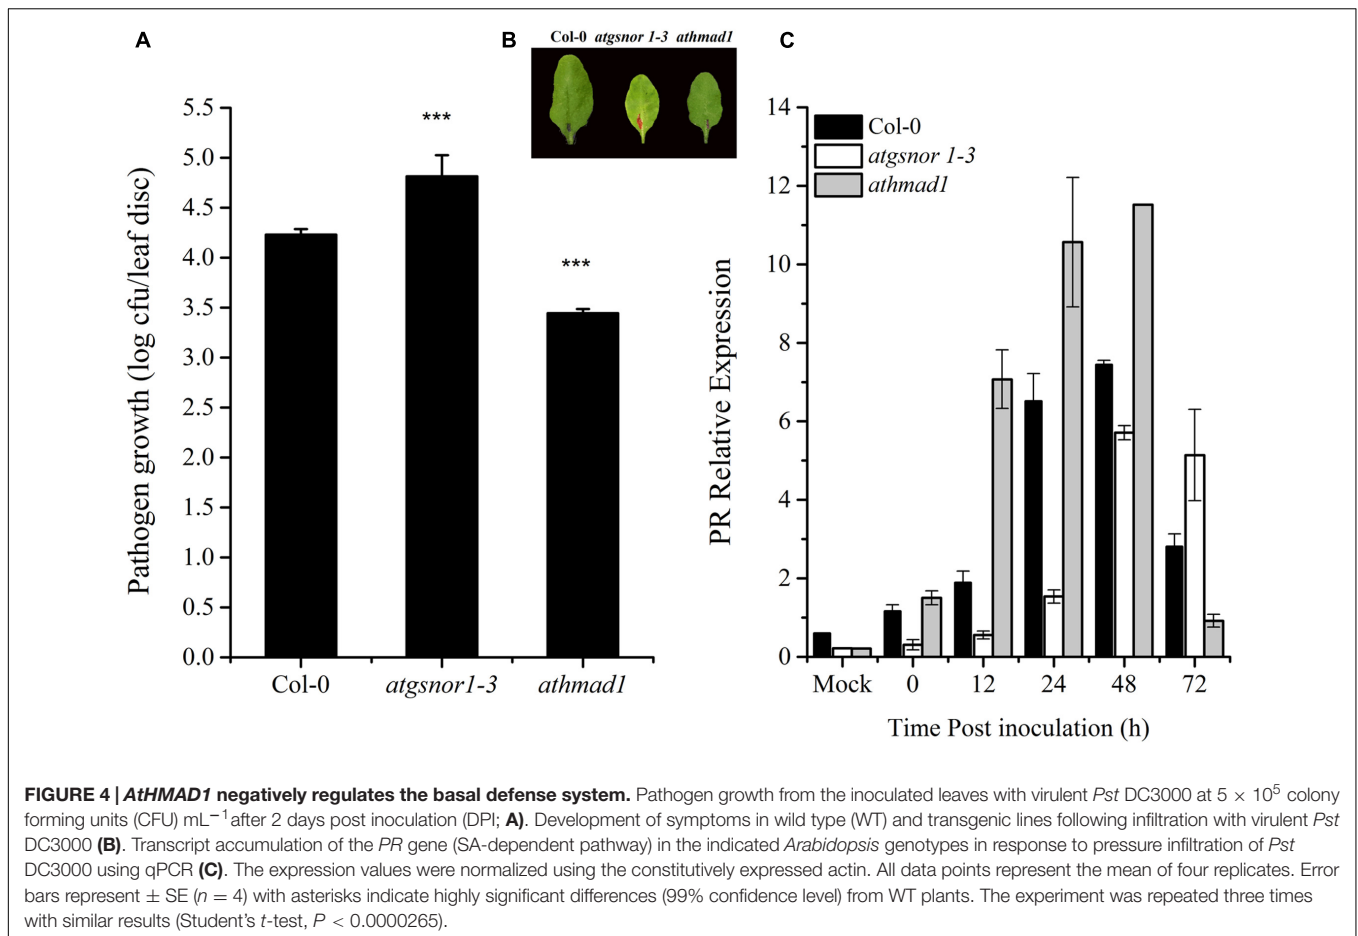 A
Pathogen growth (log cfu/leaf disc)
5.5
5.0
4.5
4.0
3.5
3.0
2.5
2.0
1.5
1.0
0.5
0.0
***
***
Col-0 atgsnor1-3 athmad1
B
Col-0 atgsnor 1-3 athmad1
C
PR Relative Expression
14
12
10
8
6
4
2
0
Col-0
atgsnor 1-3
athmad1
Mock 0 12 24 48 72
Time Post inoculation (h)
FIGURE 4 | AtHMAD1 negatively regulates the basal defense system. Pathogen growth from the inoculated leaves with virulent Pst DC3000 at 5 × 10⁵ colony
forming units (CFU) mL⁻¹after 2 days post inoculation (DPI; A). Development of symptoms in wild type (WT) and transgenic lines following infiltration with virulent Pst
DC3000 (B). Transcript accumulation of the PR gene (SA-dependent pathway) in the indicated Arabidopsis genotypes in response to pressure infiltration of Pst
DC3000 using qPCR (C). The expression values were normalized using the constitutively expressed actin. All data points represent the mean of four replicates. Error
bars represent ± SE (n = 4) with asterisks indicate highly significant differences (99% confidence level) from WT plants. The experiment was repeated three times
with similar results (Student's t-test, P < 0.0000265).